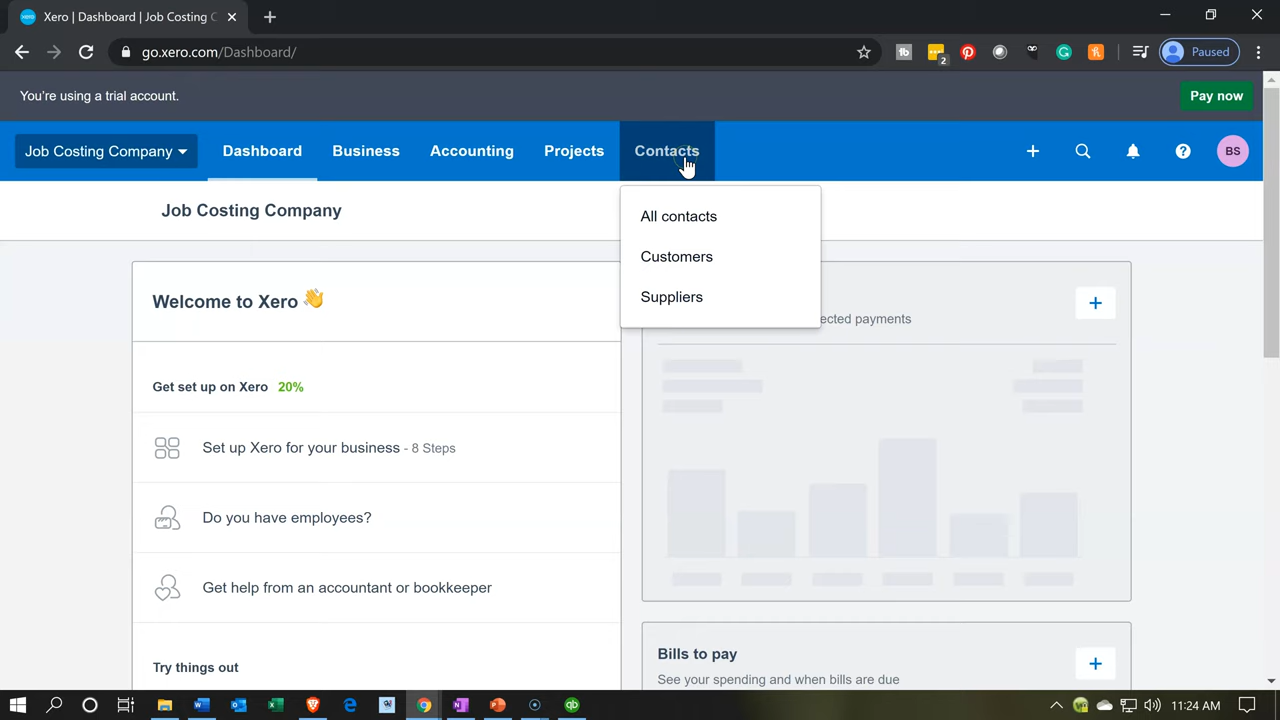 Xero | Dashboard | Job Costing C
go.xero.com/Dashboard/
2
Paused
You're using a trial account.
Pay now
Job Costing Company
Dashboard
Business
Accounting
Projects
Contacts
BS
Job Costing Company
All contacts
Customers
Suppliers
Welcome to Xero 👋
ected payments
Get set up on Xero 20%
Set up Xero for your business - 8 Steps
Do you have employees?
Get help from an accountant or bookkeeper
Try things out
Bills to pay
See your spending and when bills are due
11:24 AM